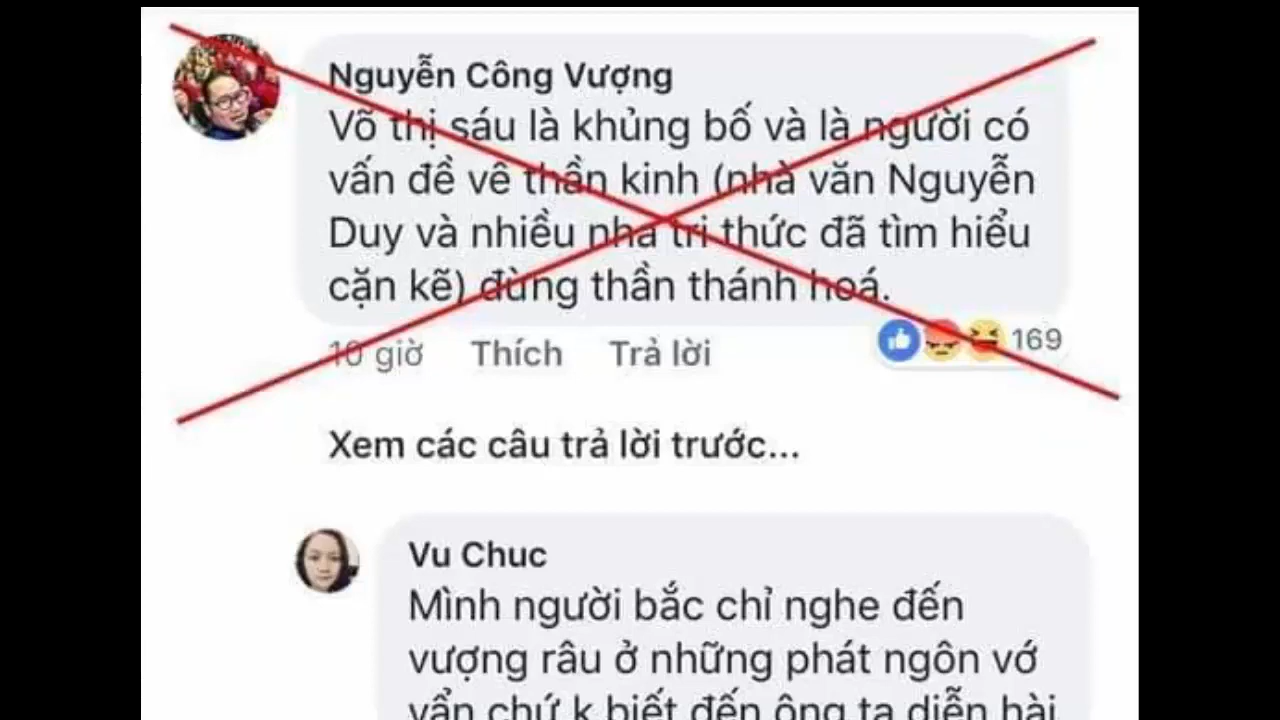 Nguyễn Công Vượng
Võ thị sáu là khủng bố và là người có
vấn đề về thần kinh (nhà văn Nguyễn
Duy và nhiều nhà tri thức đã tìm hiểu
cặn kẽ) đừng thần thánh hoá.
10 giờ Thích Trả lời 169
Xem các câu trả lời trước...
Vu Chuc
Mình người bắc chỉ nghe đến
vượng râu ở những phát ngôn vớ
vẩn chứ k biết đến ông ta diễn hài